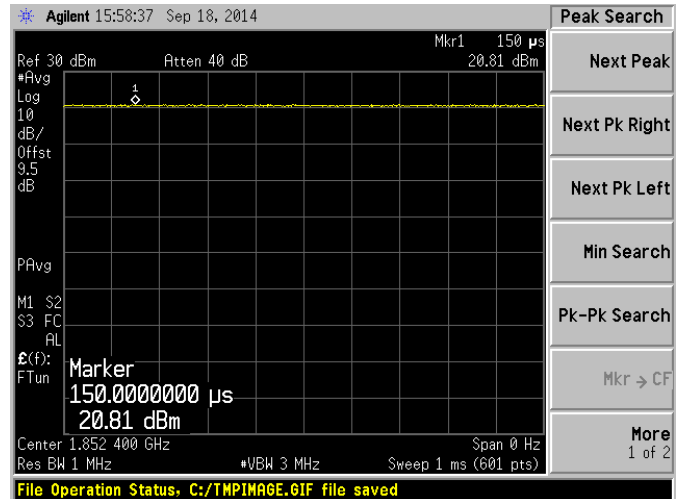 Agilent 15:58:37 Sep 18, 2014
Peak Search
Mkr1 150 µs
Ref 30 dBm Atten 40 dB 20.81 dBm
#Avg
Log
10
dB/
Offst
9.5
dB
1
PAvg
M1 S2
S3 FC
AL
£(f):
FTun
Marker
150.0000000 µs
20.81 dBm
Center 1.852 400 GHz Span 0 Hz
Res BW 1 MHz #VBW 3 MHz Sweep 1 ms (601 pts)
File Operation Status, C:/TMPIMAGE.GIF file saved
Next Peak
Next Pk Right
Next Pk Left
Min Search
Pk-Pk Search
Mkr → CF
More
1 of 2